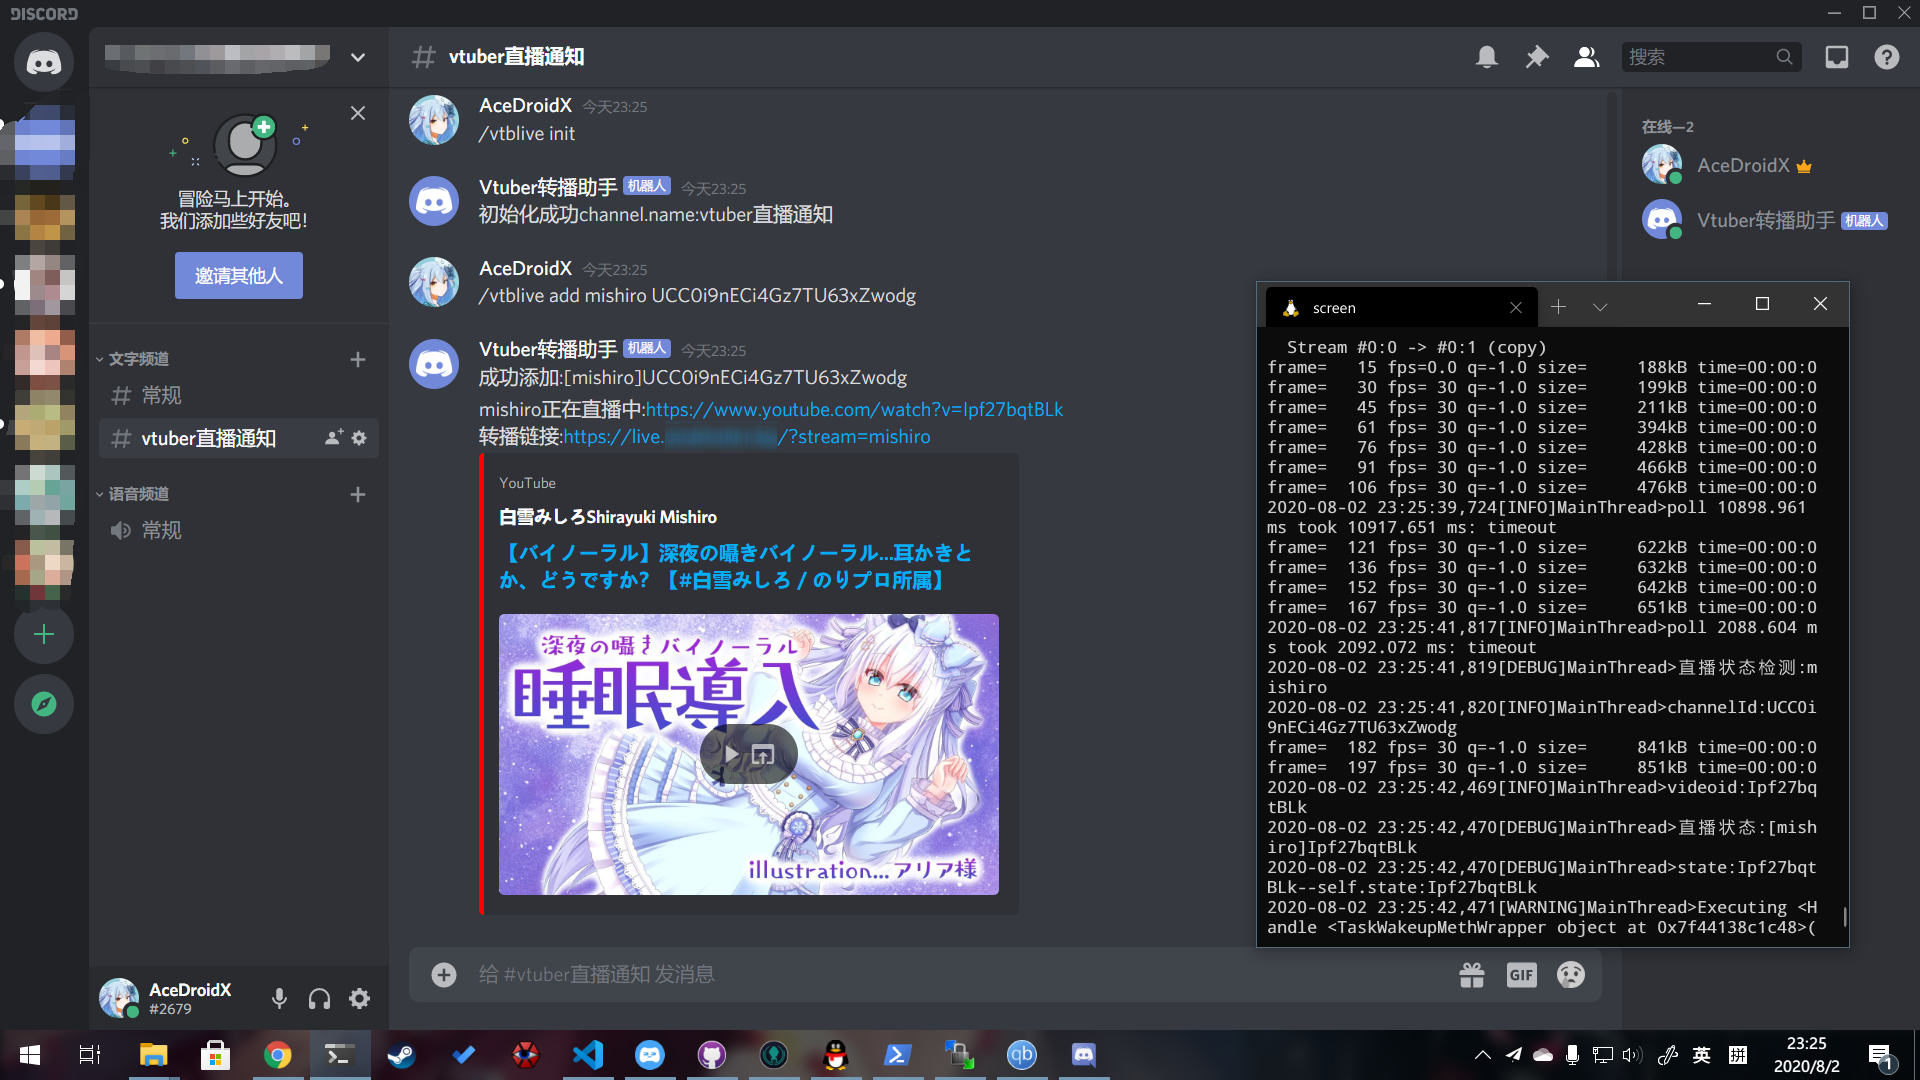 DISCORD
vtuber直播通知
搜索
冒险马上开始。
我们添加些好友吧!
邀请其他人
文字频道
常规
vtuber直播通知
语音频道
常规
AceDroidX
#2679
AceDroidX 今天23:25
/vtblive init
Vtuber转播助手 机器人 今天23:25
初始化成功channel.name:vtuber直播通知
AceDroidX 今天23:25
/vtblive add mishiro UCC0i9nECi4Gz7TU63xZwodg
Vtuber转播助手 机器人 今天23:25
成功添加:[mishiro]UCC0i9nECi4Gz7TU63xZwodg
mishiro正在直播中:https://www.youtube.com/watch?v=Ipf27bqtBLk
转播链接:https://live. /?stream=mishiro
YouTube
白雪みしろShirayuki Mishiro
【バイノーラル】深夜の囁きバイノーラル...耳かきと
か、どうですか？【#白雪みしろ / のりプロ所属】
深夜の囁きバイノーラル
睡眠導入
illustration...アリア様
给 #vtuber直播通知 发消息
GIF
在线—2
AceDroidX
Vtuber转播助手 机器人
screen
Stream #0:0 -> #0:1 (copy)
frame=   15 fps=0.0 q=-1.0 size=     188kB time=00:00:0
frame=   30 fps= 30 q=-1.0 size=     199kB time=00:00:0
frame=   45 fps= 30 q=-1.0 size=     211kB time=00:00:0
frame=   61 fps= 30 q=-1.0 size=     394kB time=00:00:0
frame=   76 fps= 30 q=-1.0 size=     428kB time=00:00:0
frame=   91 fps= 30 q=-1.0 size=     466kB time=00:00:0
frame=  106 fps= 30 q=-1.0 size=     476kB time=00:00:0
2020-08-02 23:25:39,724[INFO]MainThread>poll 10898.961
ms took 10917.651 ms: timeout
frame=  121 fps= 30 q=-1.0 size=     622kB time=00:00:0
frame=  136 fps= 30 q=-1.0 size=     632kB time=00:00:0
frame=  152 fps= 30 q=-1.0 size=     642kB time=00:00:0
frame=  167 fps= 30 q=-1.0 size=     651kB time=00:00:0
2020-08-02 23:25:41,817[INFO]MainThread>poll 2088.604 m
s took 2092.072 ms: timeout
2020-08-02 23:25:41,819[DEBUG]MainThread>直播状态检测:m
ishiro
2020-08-02 23:25:41,820[INFO]MainThread>channelId:UCC0i
9nECi4Gz7TU63xZwodg
frame=  182 fps= 30 q=-1.0 size=     841kB time=00:00:0
frame=  197 fps= 30 q=-1.0 size=     851kB time=00:00:0
2020-08-02 23:25:42,469[INFO]MainThread>videoid:Ipf27bq
tBLk
2020-08-02 23:25:42,470[DEBUG]MainThread>直播状态:[mish
iro]Ipf27bqtBLk
2020-08-02 23:25:42,470[DEBUG]MainThread>state:Ipf27bqt
BLk--self.state:Ipf27bqtBLk
2020-08-02 23:25:42,471[WARNING]MainThread>Executing <H
andle <TaskWakeupMethWrapper object at 0x7f44138c1c48>(
qb
英
拼
23:25
2020/8/2
1